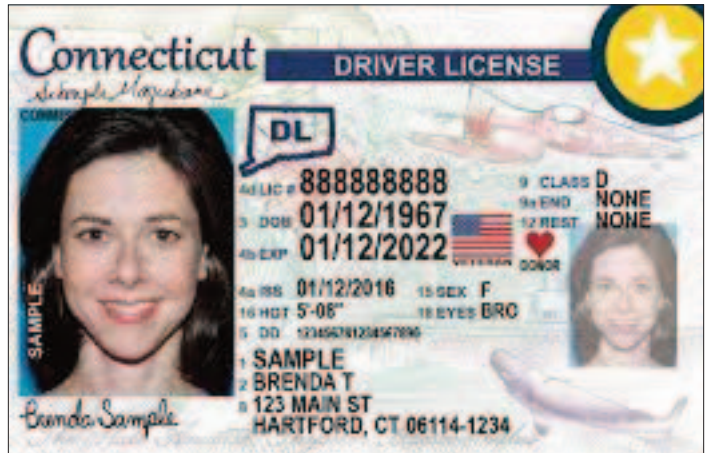 Connecticut
DRIVER LICENSE
DL
4d LIC # 888888888
9 CLASS D
9a END NONE
3 DOB 01/12/1967
12 REST NONE
4b EXP 01/12/2022
VETERAN
DONOR
4a ISS 01/12/2016
15 SEX F
16 HGT 5'-08"
18 EYES BRO
5 DD
1 SAMPLE
2 BRENDA T
8 123 MAIN ST
HARTFORD, CT 06114-1234
SAMPLE
Brenda Sample